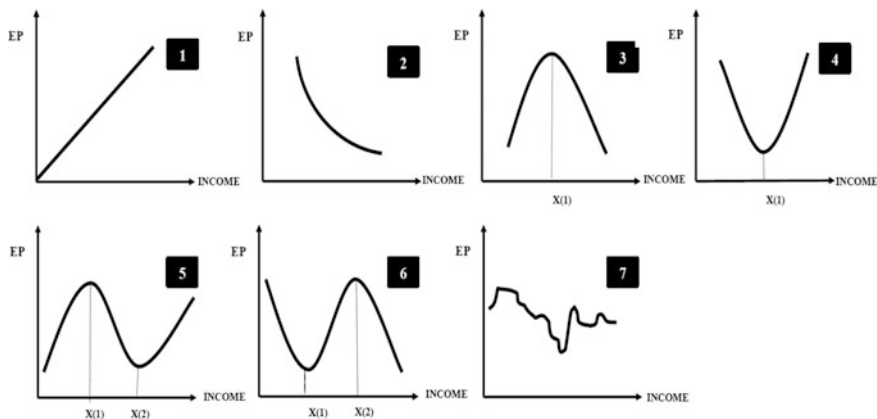 EP
1
INCOME
EP
2
INCOME
EP
3
INCOME
X(1)
EP
4
INCOME
X(1)
EP
5
INCOME
X(1) X(2)
EP
6
INCOME
X(1) X(2)
EP
7
INCOME